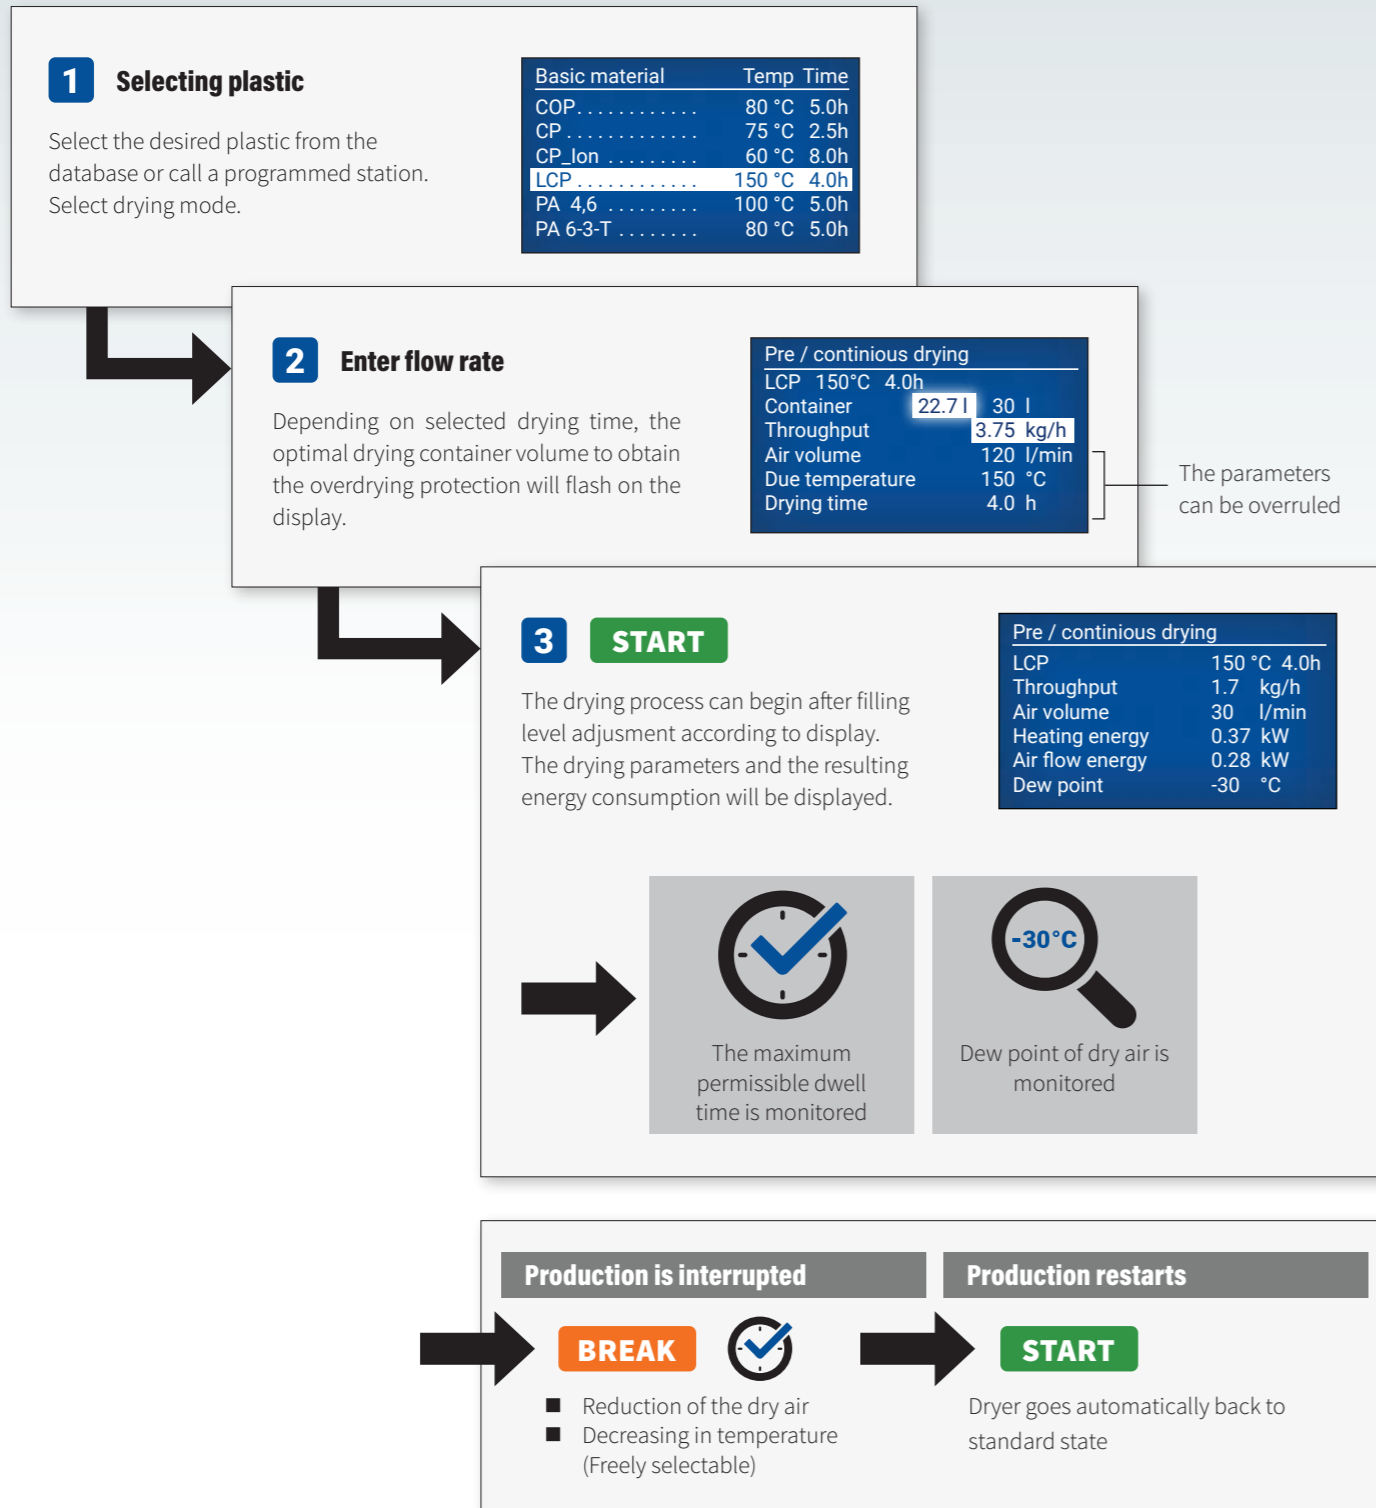 1 Selecting plastic
Select the desired plastic from the
database or call a programmed station.
Select drying mode.
Basic material Temp Time
COP............ 80 °C 5.0h
CP............. 75 °C 2.5h
CP_Ion ......... 60 °C 8.0h
LCP............ 150 °C 4.0h
PA 4,6 ......... 100 °C 5.0h
PA 6-3-T ........ 80 °C 5.0h
2 Enter flow rate
Depending on selected drying time, the
optimal drying container volume to obtain
the overdrying protection will flash on the
display.
Pre / continious drying
LCP 150°C 4.0h
Container 22.7 l 30 l
Throughput 3.75 kg/h
Air volume 120 l/min
Due temperature 150 °C
Drying time 4.0 h
The parameters
can be overruled
3 START
The drying process can begin after filling
level adjusment according to display.
The drying parameters and the resulting
energy consumption will be displayed.
Pre / continious drying
LCP 150 °C 4.0h
Throughput 1.7 kg/h
Air volume 30 l/min
Heating energy 0.37 kW
Air flow energy 0.28 kW
Dew point -30 °C
The maximum
permissible dwell
time is monitored
-30°C
Dew point of dry air is
monitored
Production is interrupted
BREAK
■ Reduction of the dry air
■ Decreasing in temperature
(Freely selectable)
Production restarts
START
Dryer goes automatically back to
standard state